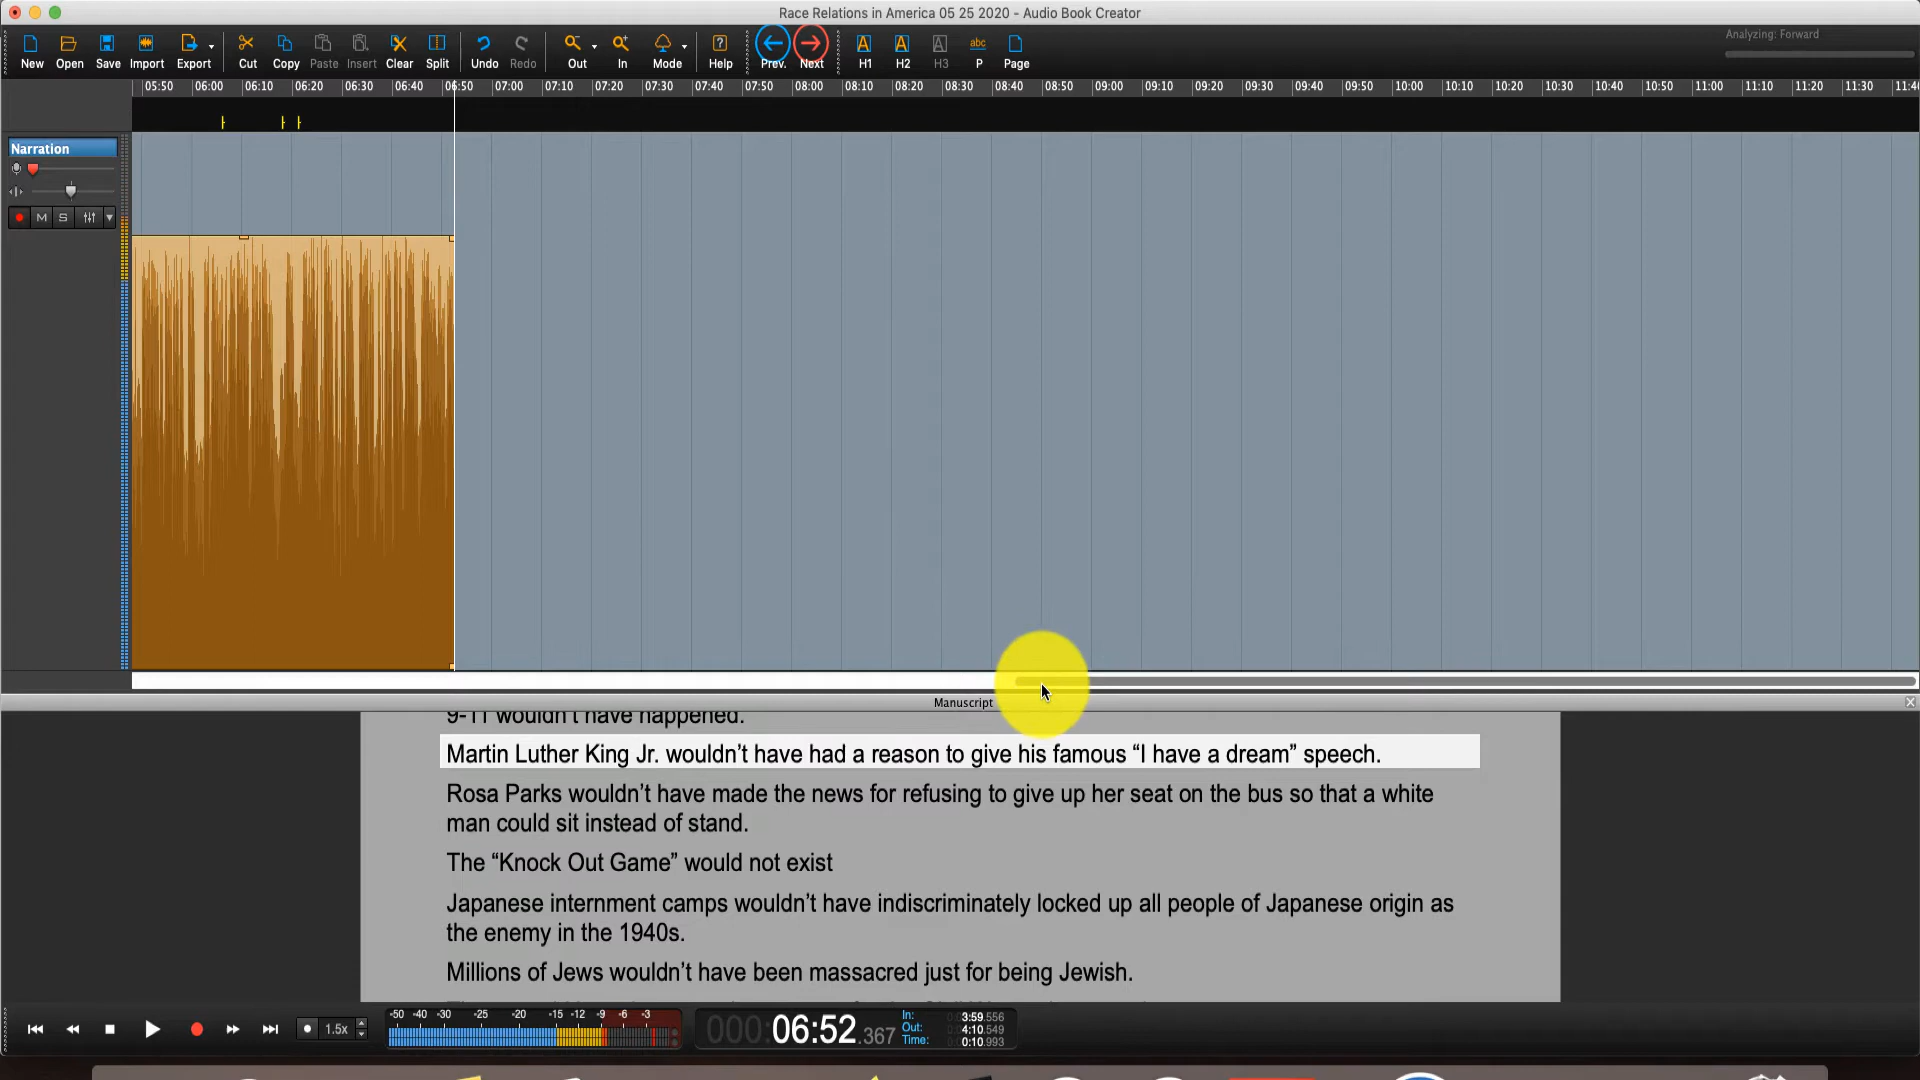 Race Relations in America 05 25 2020 - Audio Book Creator
New Open Save Import Export Cut Copy Paste Insert Clear Split Undo Redo Out In Mode Help Prev. Next H1 H2 H3 P Page
abc
Analyzing: Forward
05:50 06:00 06:10 06:20 06:30 06:40 06:50 07:00 07:10 07:20 07:30 07:40 07:50 08:00 08:10 08:20 08:30 08:40 08:50 09:00 09:10 09:20 09:30 09:40 09:50 10:00 10:10 10:20 10:30 10:40 10:50 11:00 11:10 11:20 11:30 11:40
Narration
M S
Manuscript
9-11 wouldn’t have happened.
Martin Luther King Jr. wouldn’t have had a reason to give his famous “I have a dream” speech.
Rosa Parks wouldn’t have made the news for refusing to give up her seat on the bus so that a white
man could sit instead of stand.
The “Knock Out Game” would not exist
Japanese internment camps wouldn’t have indiscriminately locked up all people of Japanese origin as
the enemy in the 1940s.
Millions of Jews wouldn’t have been massacred just for being Jewish.
1.5x
-50 -40 -30 -25 -20 -15 -12 -9 -6 -3
000:06:52.367
In: 3:59.556
Out: 4:10.549
Time: 0:10.993